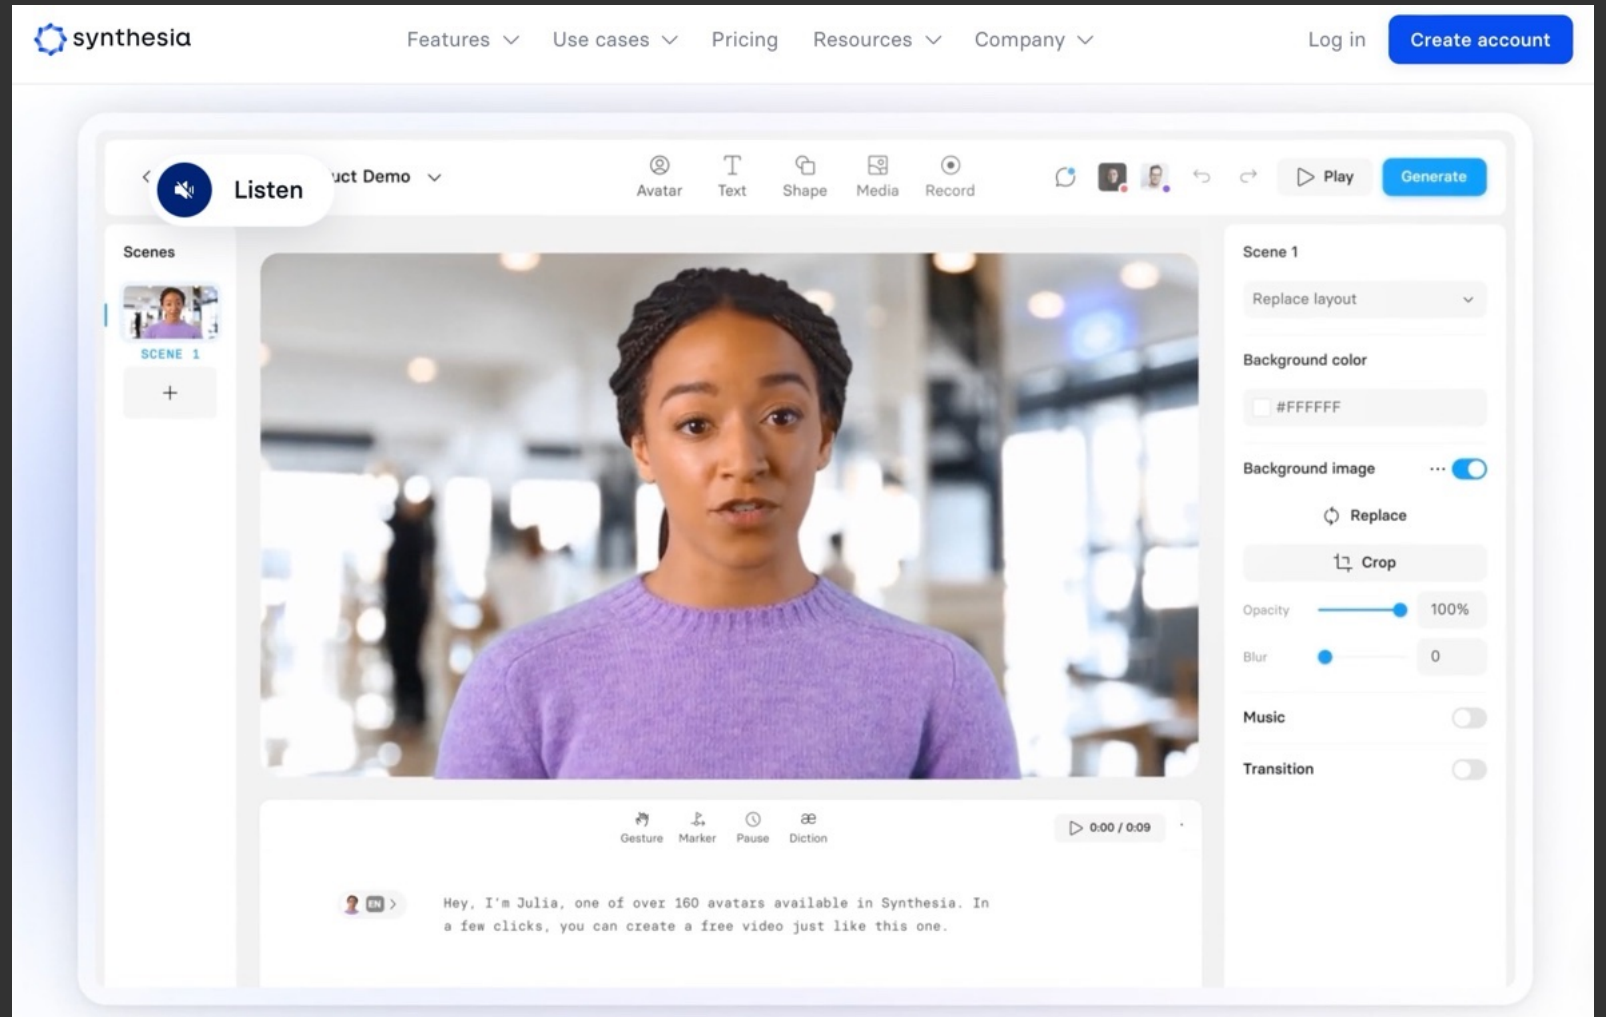 synthesia
Features
Use cases
Pricing
Resources
Company
Log in
Create account
Listen
uct Demo
Avatar
Text
Shape
Media
Record
Play
Generate
Scenes
SCENE 1
+
Scene 1
Replace layout
Background color
#FFFFFF
Background image
Replace
Crop
Opacity
100%
Blur
0
Music
Transition
Gesture
Marker
Pause
æ
Diction
0:00 / 0:09
EN
Hey, I'm Julia, one of over 160 avatars available in Synthesia. In
a few clicks, you can create a free video just like this one.